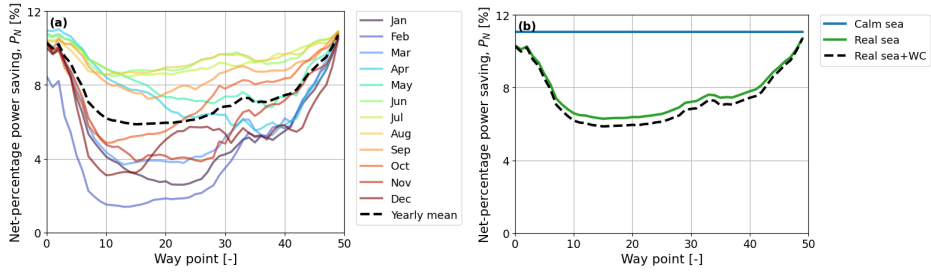 (a)
Net-percentage power saving, P_N [%]
12
8
4
0
0 10 20 30 40 50
Way point [-]
Jan
Feb
Mar
Apr
May
Jun
Jul
Aug
Sep
Oct
Nov
Dec
Yearly mean
(b)
Net-percentage power saving, P_N [%]
12
8
4
0
0 10 20 30 40 50
Way point [-]
Calm sea
Real sea
Real sea+WC